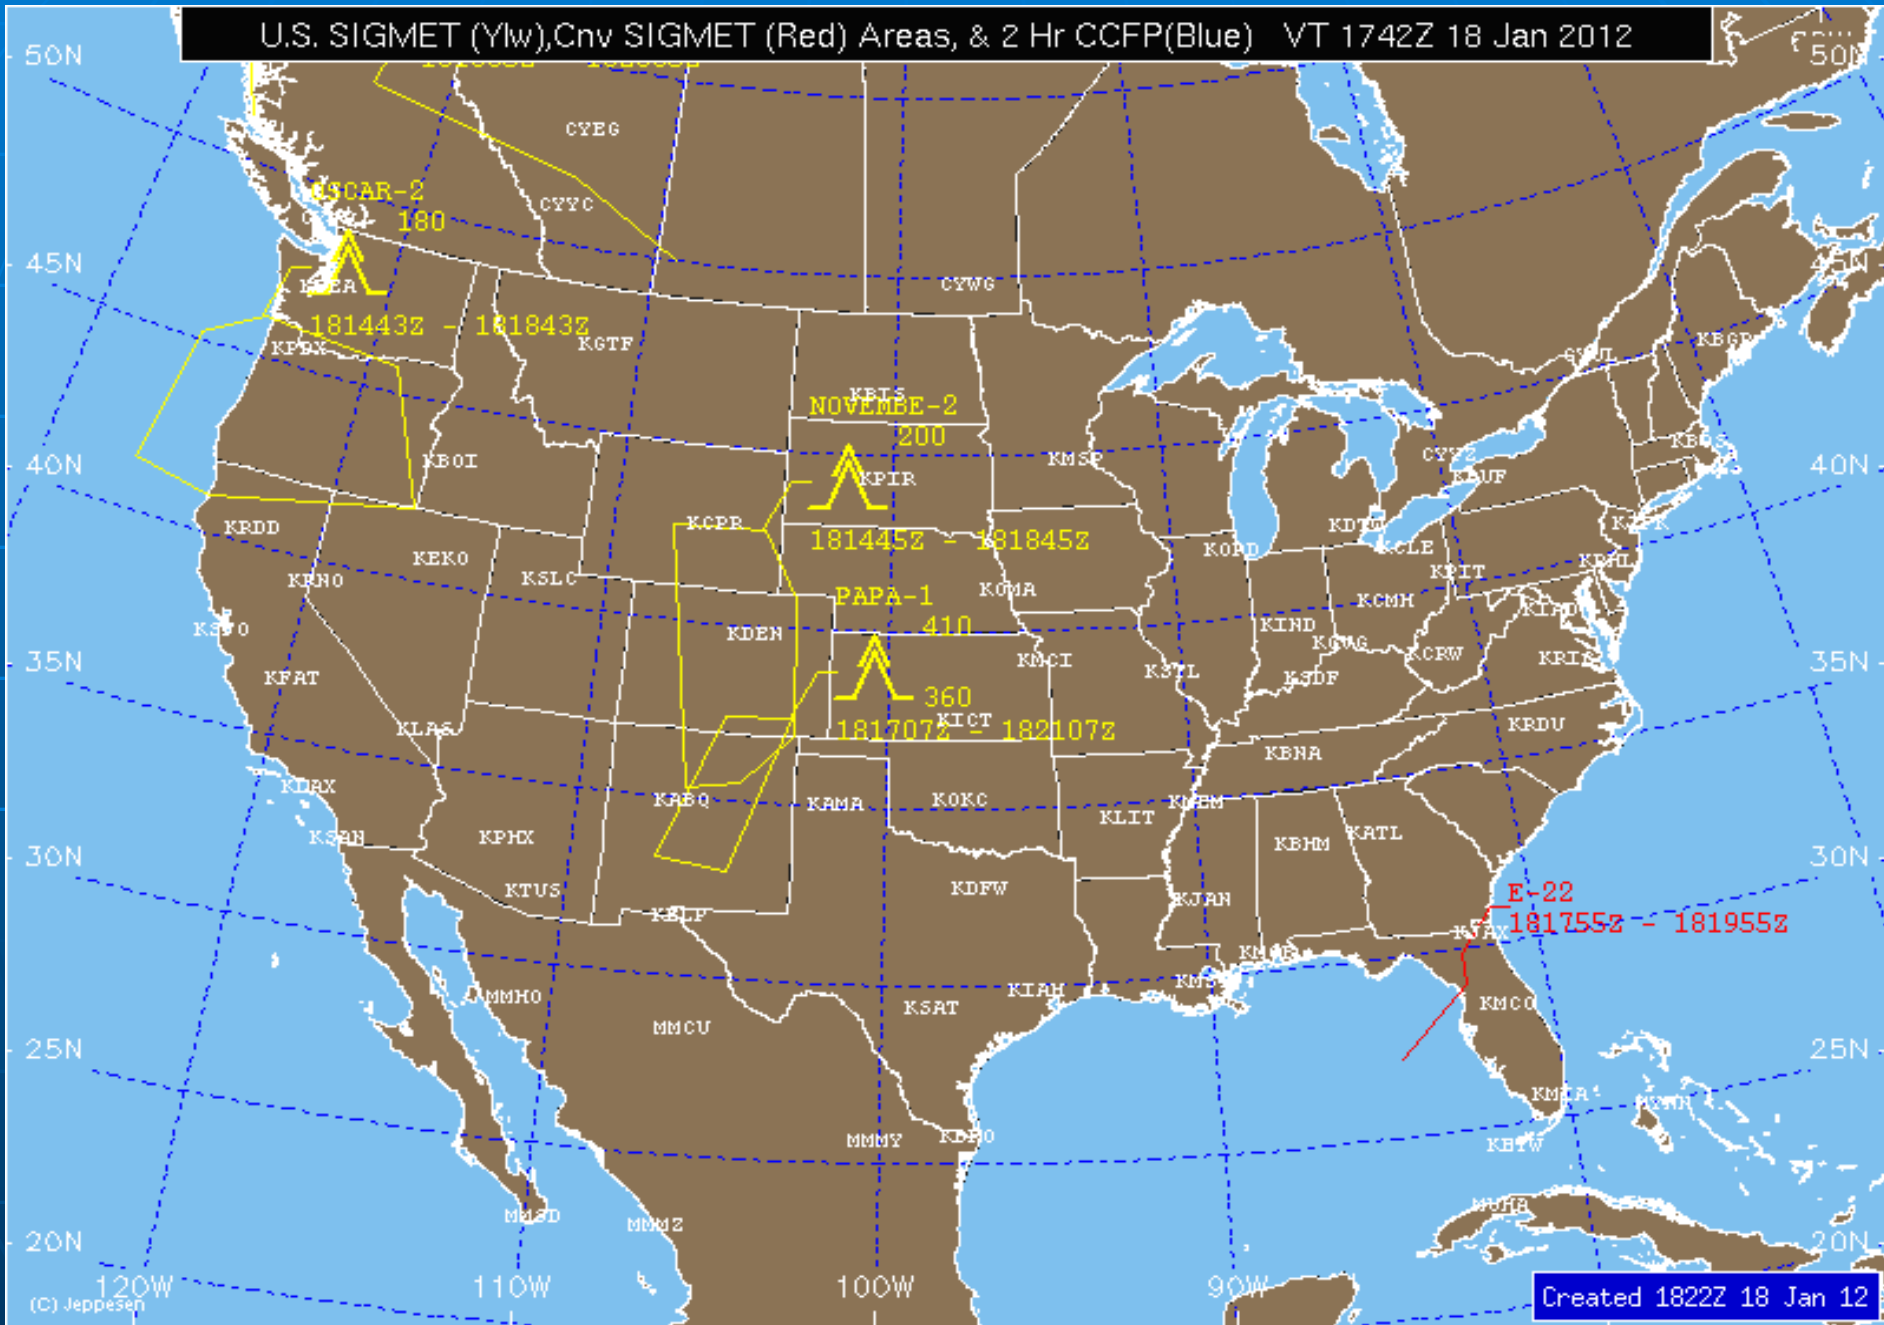 U.S. SIGMET (Ylw),Cnv SIGMET (Red) Areas, & 2 Hr CCFP(Blue) VT 1742Z 18 Jan 2012
50N
50N
CYEG
OSCAR-2
CYYC
180
45N
45N
CYWG
KSEA
181443Z - 181843Z
KPDX
KGTF
KBGR
KBIS
NOVEMBE-2
200
KBOS
KBOI
KMSP
CYYZ
40N
40N
KPIR
KBUF
KRDD
KCPR
KDTW
KJFK
181445Z - 181845Z
KORD
KCLE
KEKO
KPHL
KRNO
KSLC
KPIT
KOMA
PAPA-1
KCMH
KIAD
KSFO
KDEN
410
KIND
KCVG
35N
KMCI
KCRW
KRIC
35N
KFAT
KSTL
KSDF
360
KLAS
181707Z - 182107Z
KICT
KRDU
KBNA
KLAX
KABQ
KAMA
KOKC
KMEM
KSAN
KPHX
KLIT
KATL
30N
KBHM
30N
KTUS
KDFW
KJAN
E-22
KELP
181755Z - 181955Z
KJAX
MMHO
KIAH
KSAT
KMCO
MMCU
25N
25N
KMIA
MYNN
MMMY
KBRO
KEYW
MMSD
MMMZ
MUHA
20N
20N
120W
110W
100W
90W
(C) Jeppesen
Created 1822Z 18 Jan 12